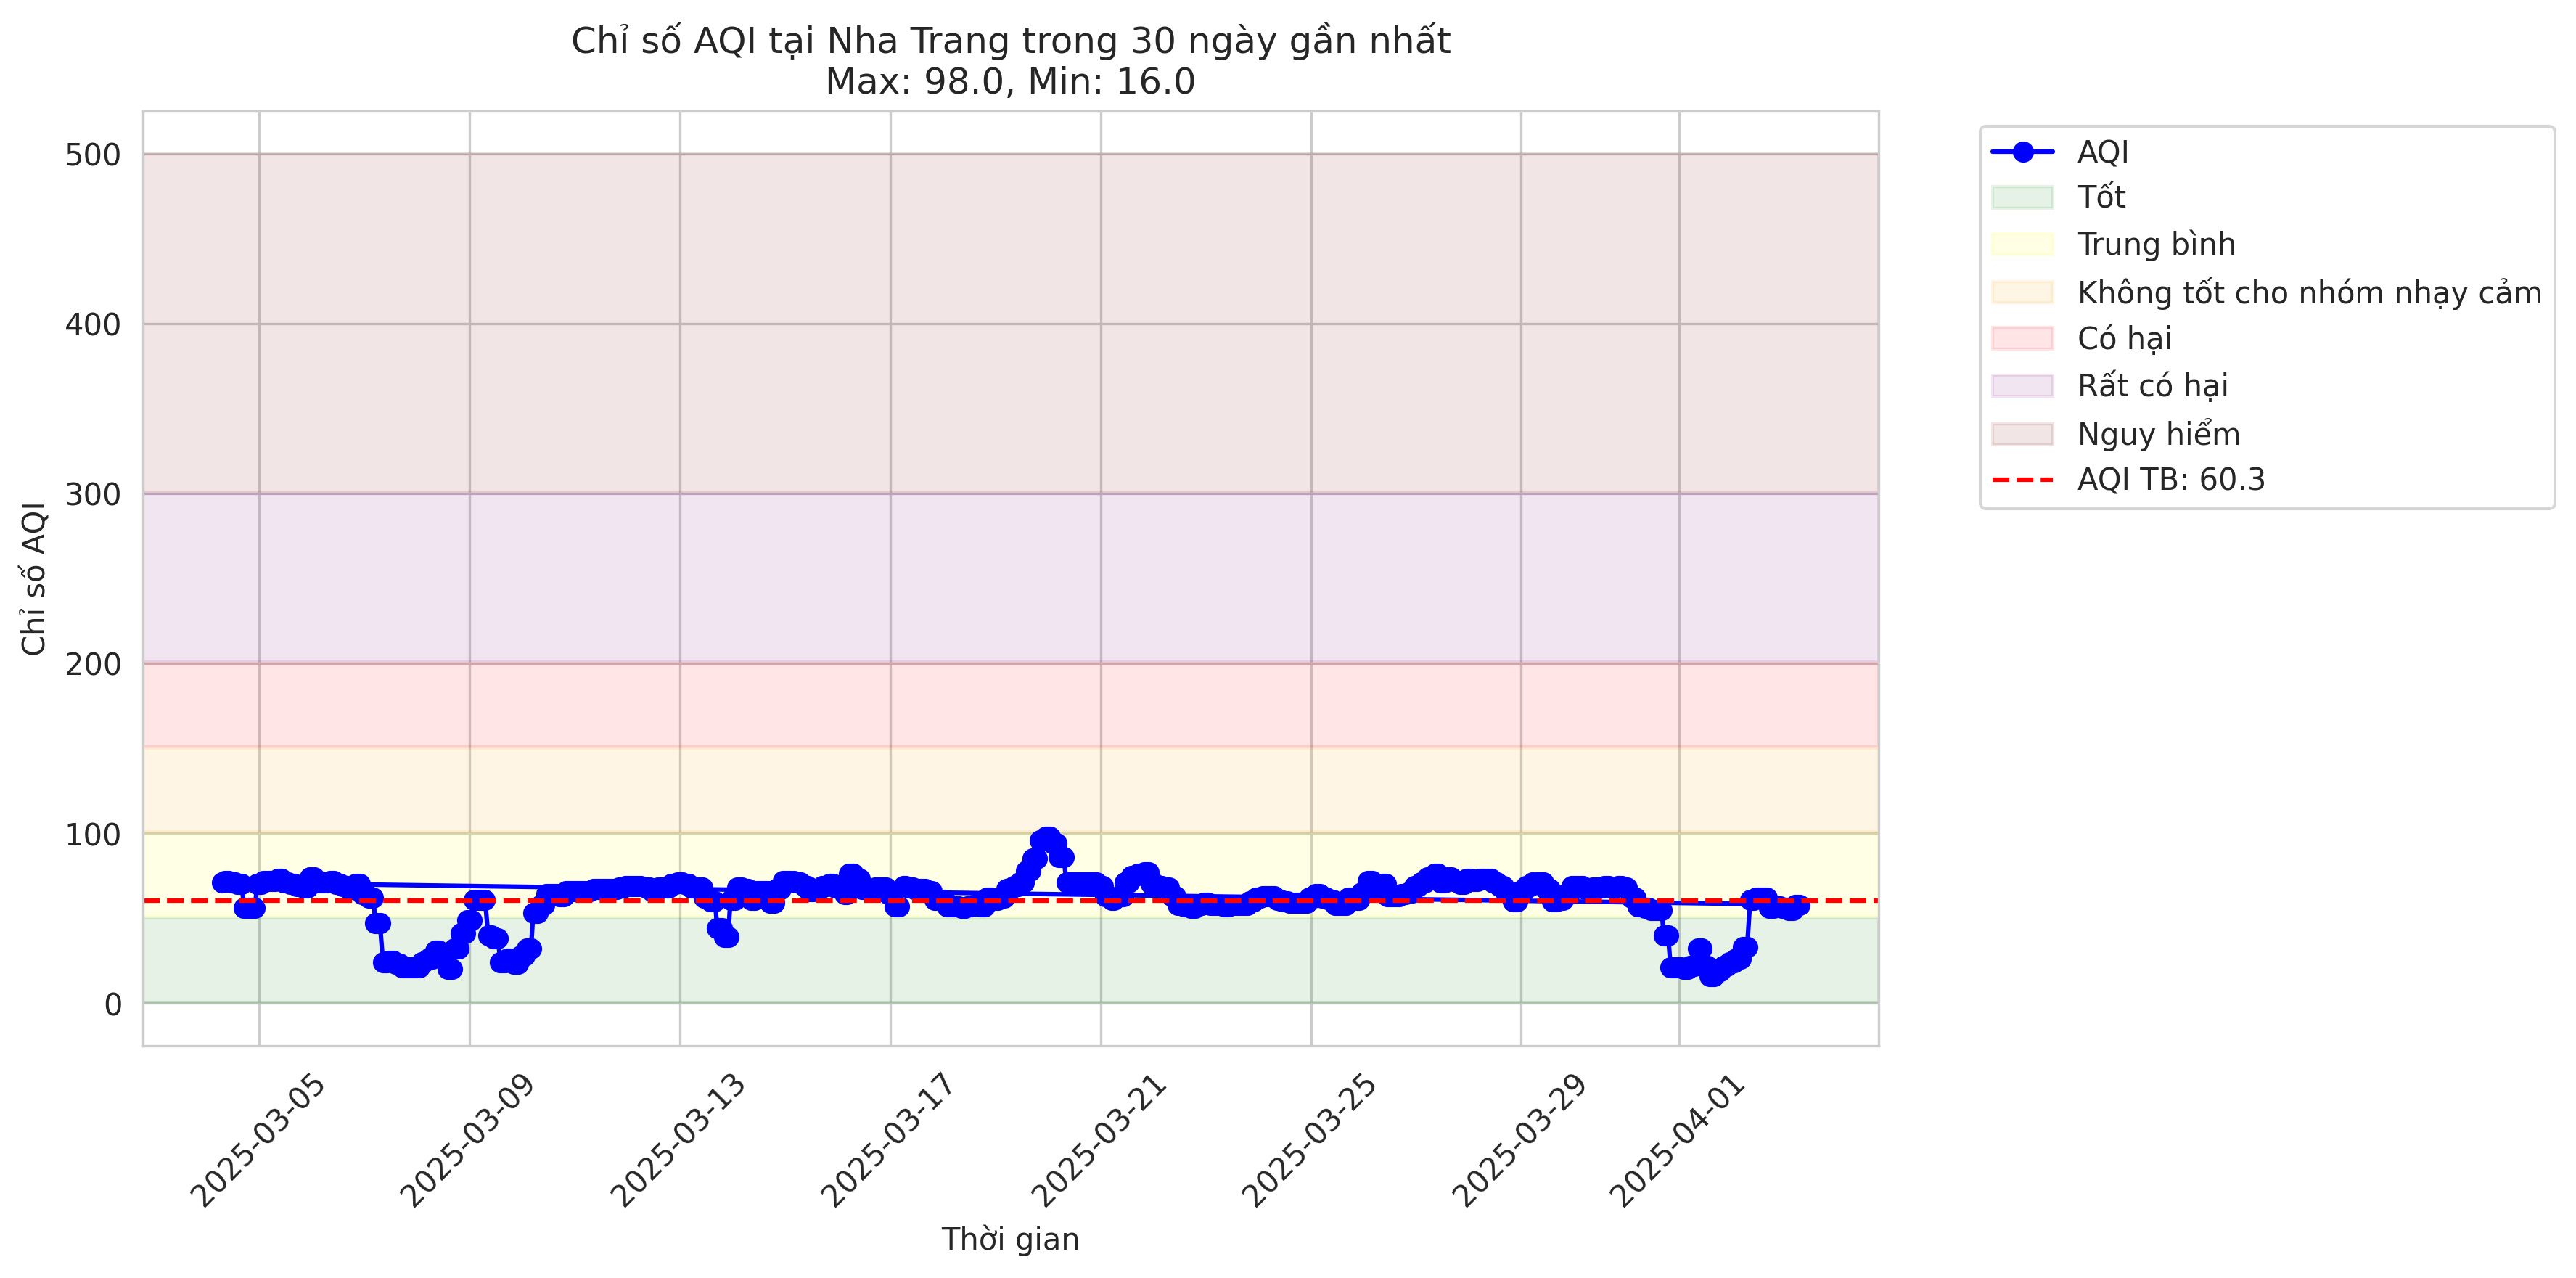 Chỉ số AQI tại Nha Trang trong 30 ngày gần nhất
Max: 98.0, Min: 16.0
Chỉ số AQI
500
400
300
200
100
0
2025-03-05
2025-03-09
2025-03-13
2025-03-17
2025-03-21
2025-03-25
2025-03-29
2025-04-01
Thời gian
AQI
Tốt
Trung bình
Không tốt cho nhóm nhạy cảm
Có hại
Rất có hại
Nguy hiểm
AQI TB: 60.3